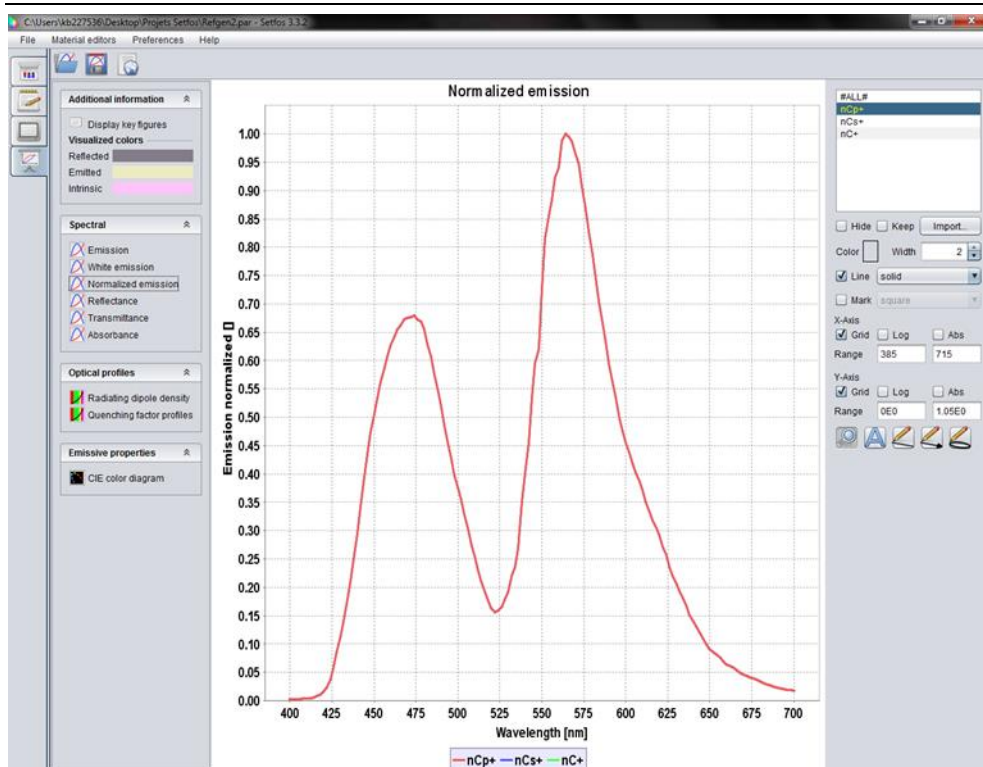 C:\Users\kb227536\Desktop\Projets Setfos\Refgen2.par - Setfos 3.3.2
File Material editors Preferences Help
Additional information
Display key figures
Visualized colors
Reflected
Emitted
Intrinsic
Spectral
Emission
White emission
Normalized emission
Reflectance
Transmittance
Absorbance
Optical profiles
Radiating dipole density
Quenching factor profiles
Emissive properties
CIE color diagram
Normalized emission
Emission normalized []
1.00
0.95
0.90
0.85
0.80
0.75
0.70
0.65
0.60
0.55
0.50
0.45
0.40
0.35
0.30
0.25
0.20
0.15
0.10
0.05
0.00
400 425 450 475 500 525 550 575 600 625 650 675 700
Wavelength [nm]
nCp+ nCs+ nC+
#ALL#
nCp+
nCs+
nC+
Hide Keep Import...
Color Width 2
Line solid
Mark square
X-Axis
Grid Log Abs
Range 385 715
Y-Axis
Grid Log Abs
Range 0E0 1.05E0